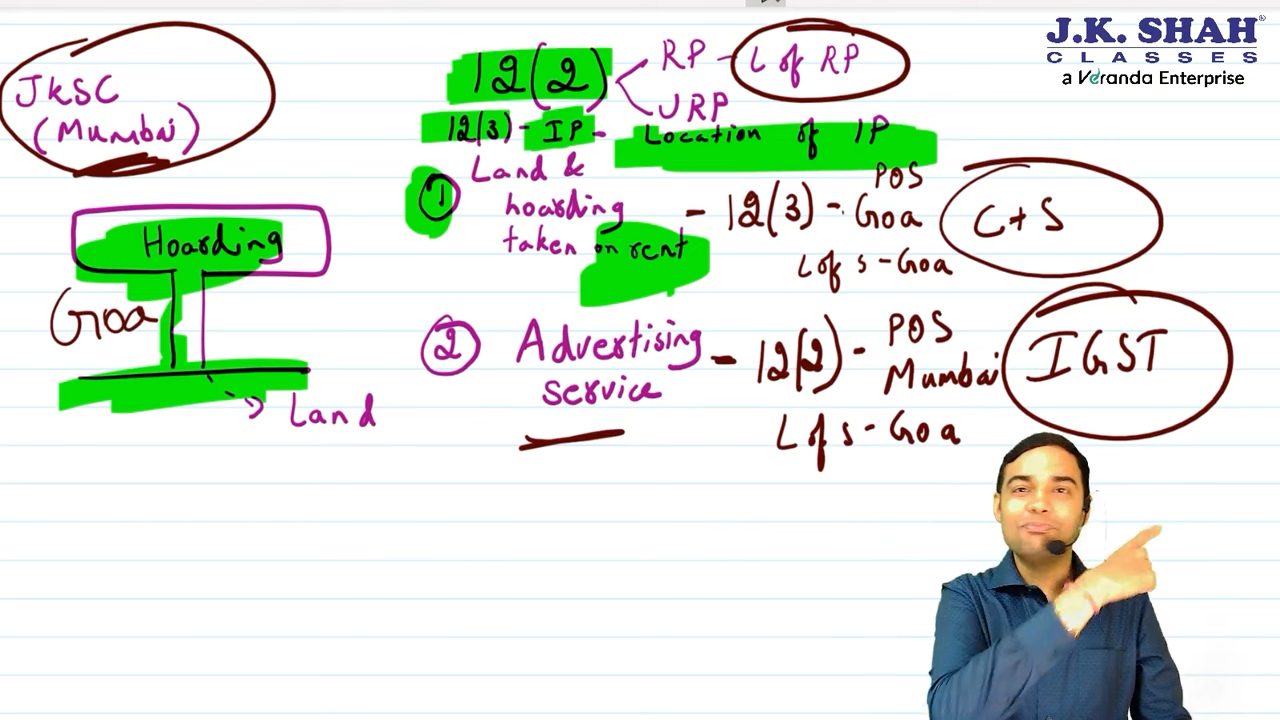 J.K. SHAH®
CLASSES
a Veranda Enterprise
JKSC
(Mumbai)
12(2)
RP - L of RP
URP
12(3) - IP - Location of IP
① Land &
hoarding
taken on rent
- 12(3) - Goa
POS
L of s - Goa
C + S
Hoarding
Goa
Land
② Advertising
service
- 12(2) - POS
Mumbai
L of s - Goa
IGST